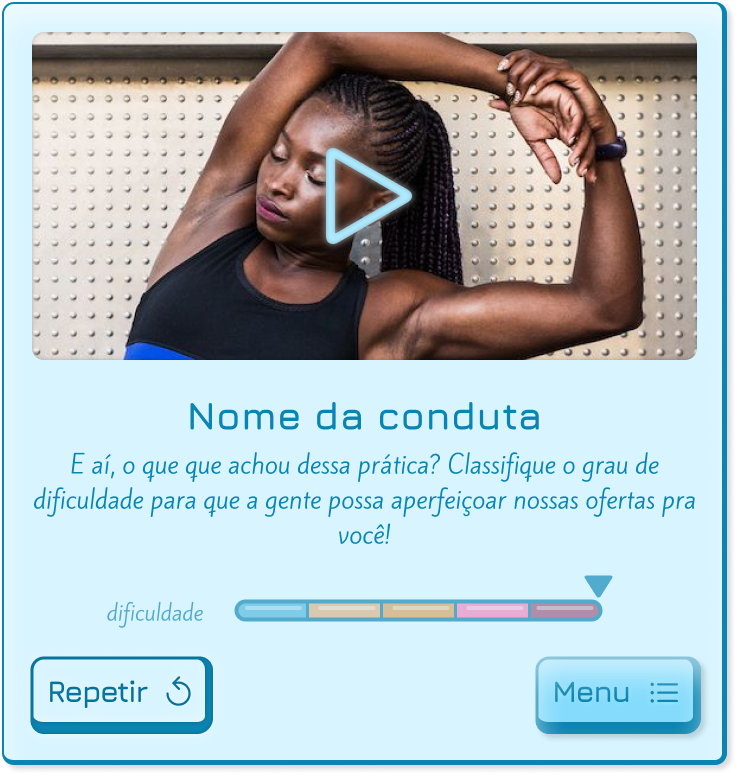 Nome da conduta
E aí, o que que achou dessa prática? Classifique o grau de
dificuldade para que a gente possa aperfeiçoar nossas ofertas pra
você!
dificuldade
Repetir
Menu